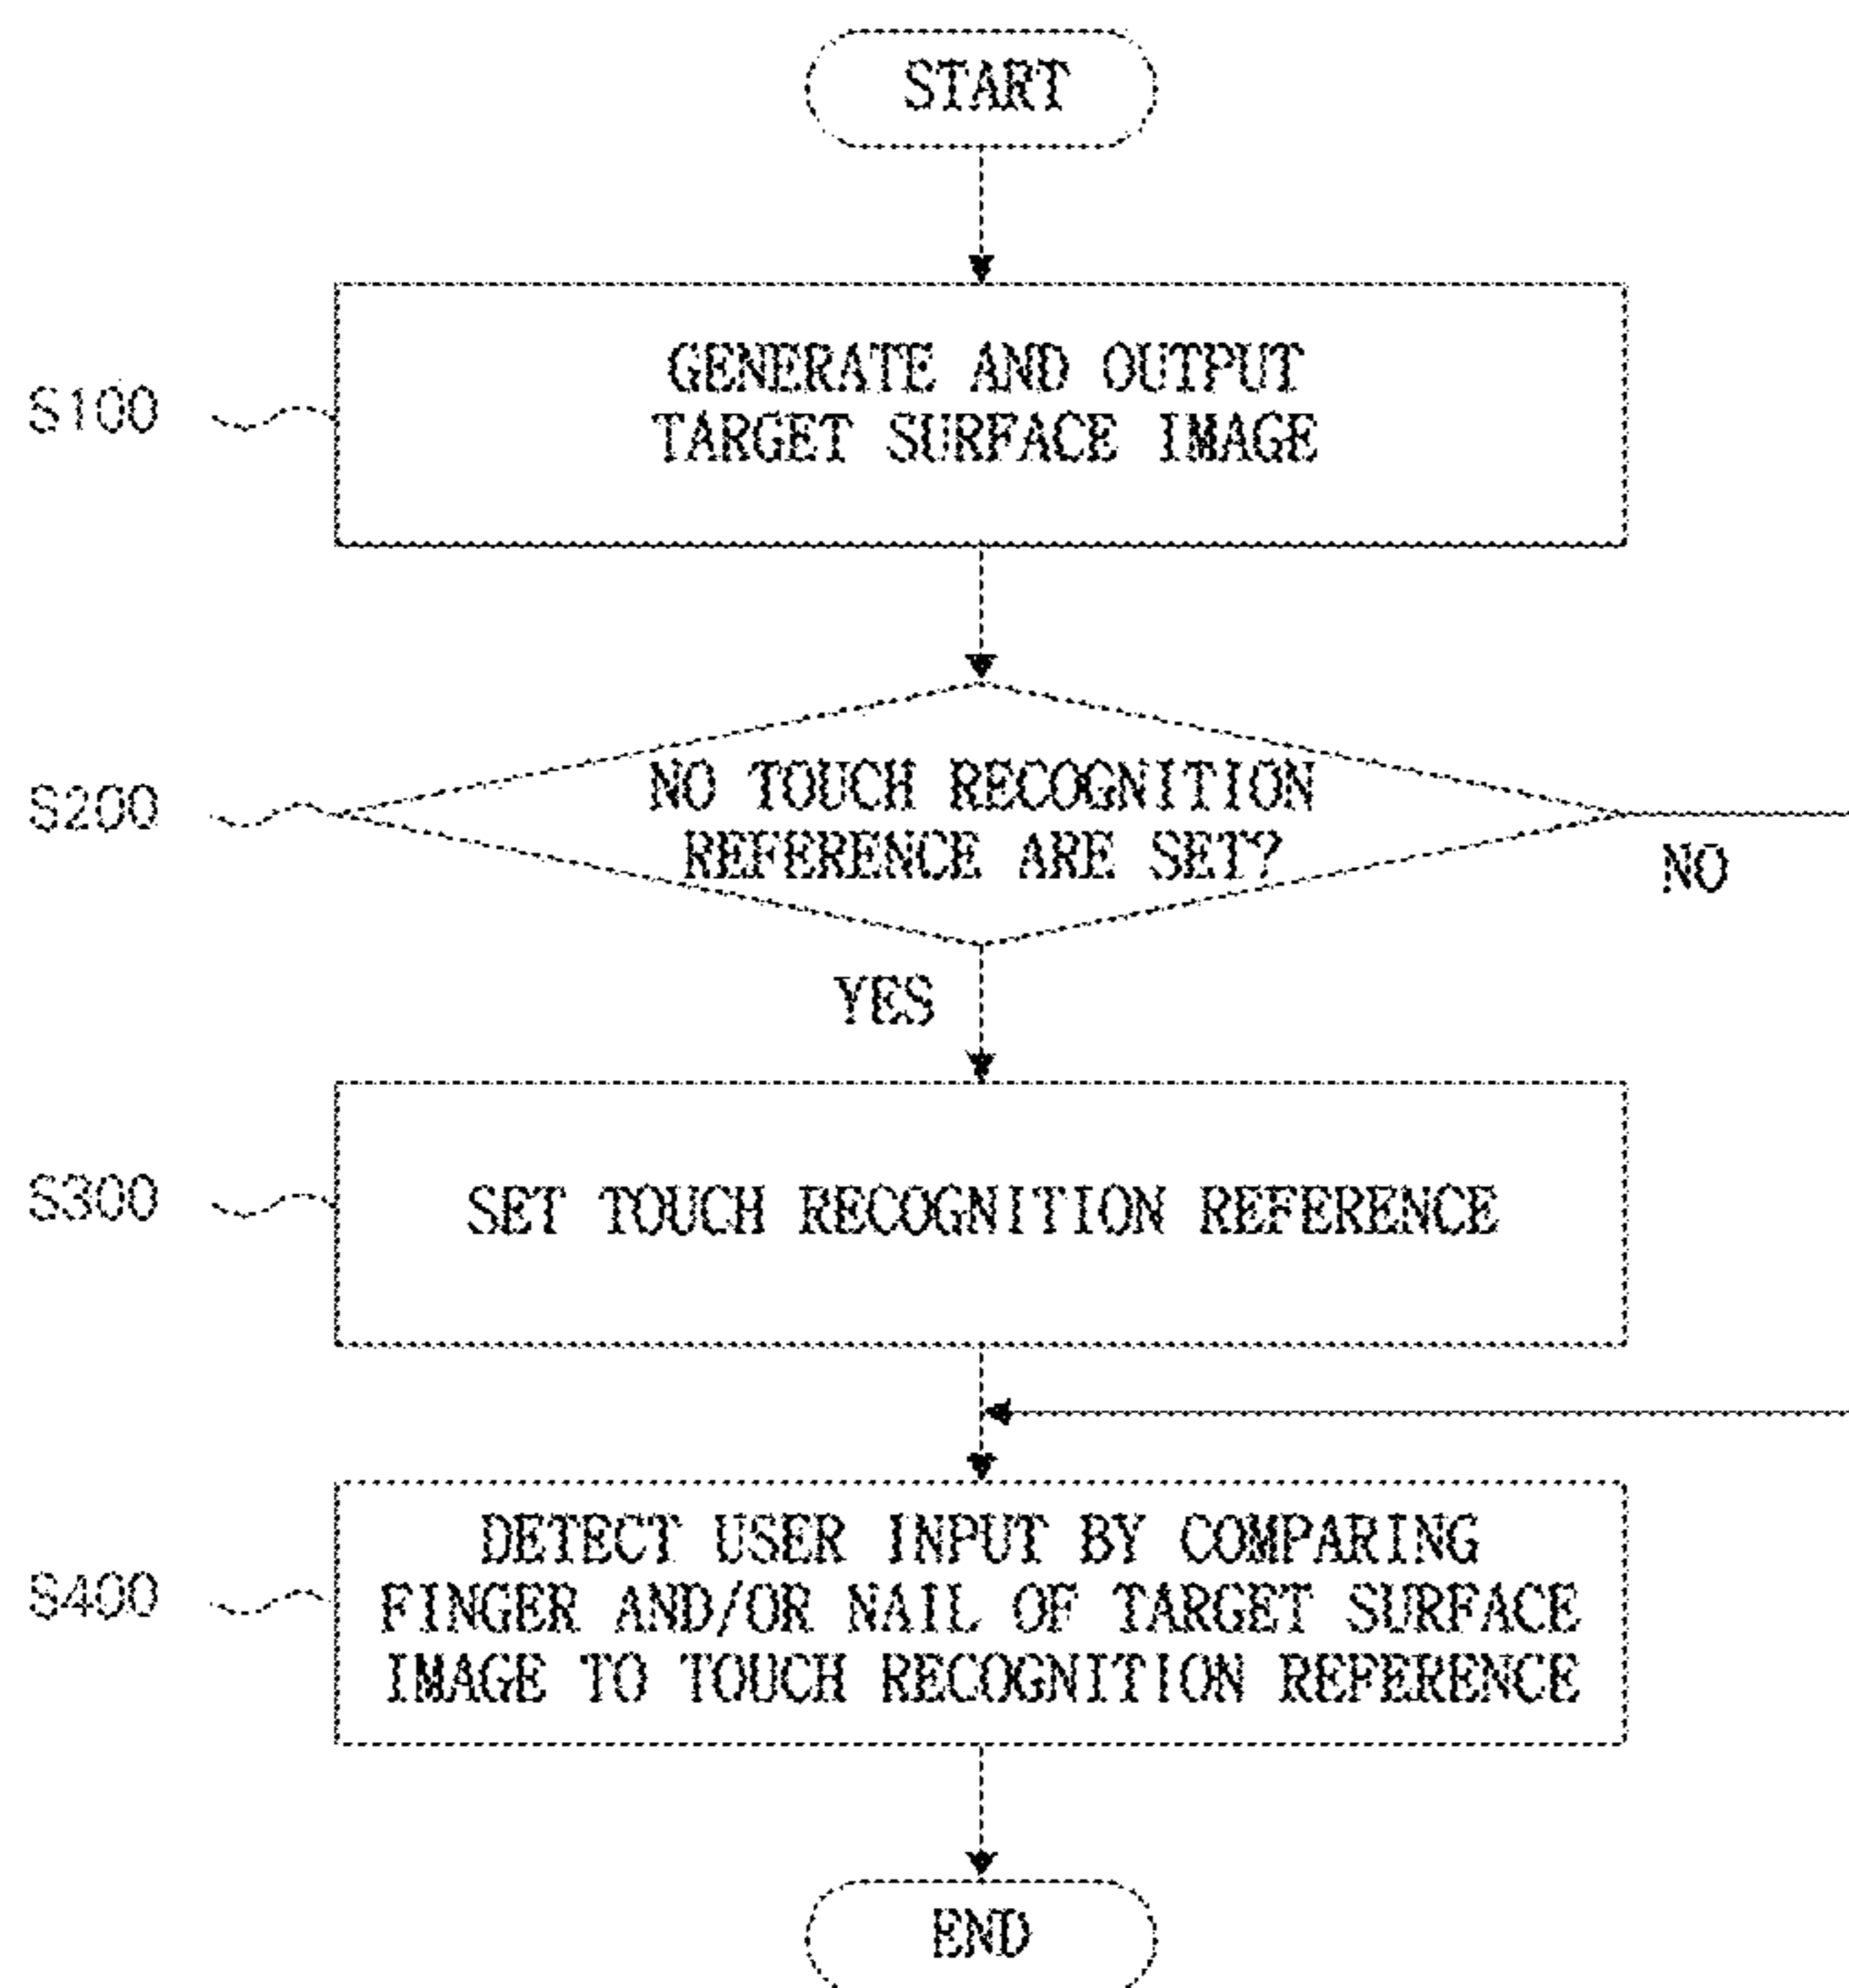 START
S100
GENERATE AND OUTPUT
TARGET SURFACE IMAGE
S200
NO TOUCH RECOGNITION
REFERENCE ARE SET?
NO
YES
S300
SET TOUCH RECOGNITION REFERENCE
S400
DETECT USER INPUT BY COMPARING
FINGER AND/OR NAIL OF TARGET SURFACE
IMAGE TO TOUCH RECOGNITION REFERENCE
END